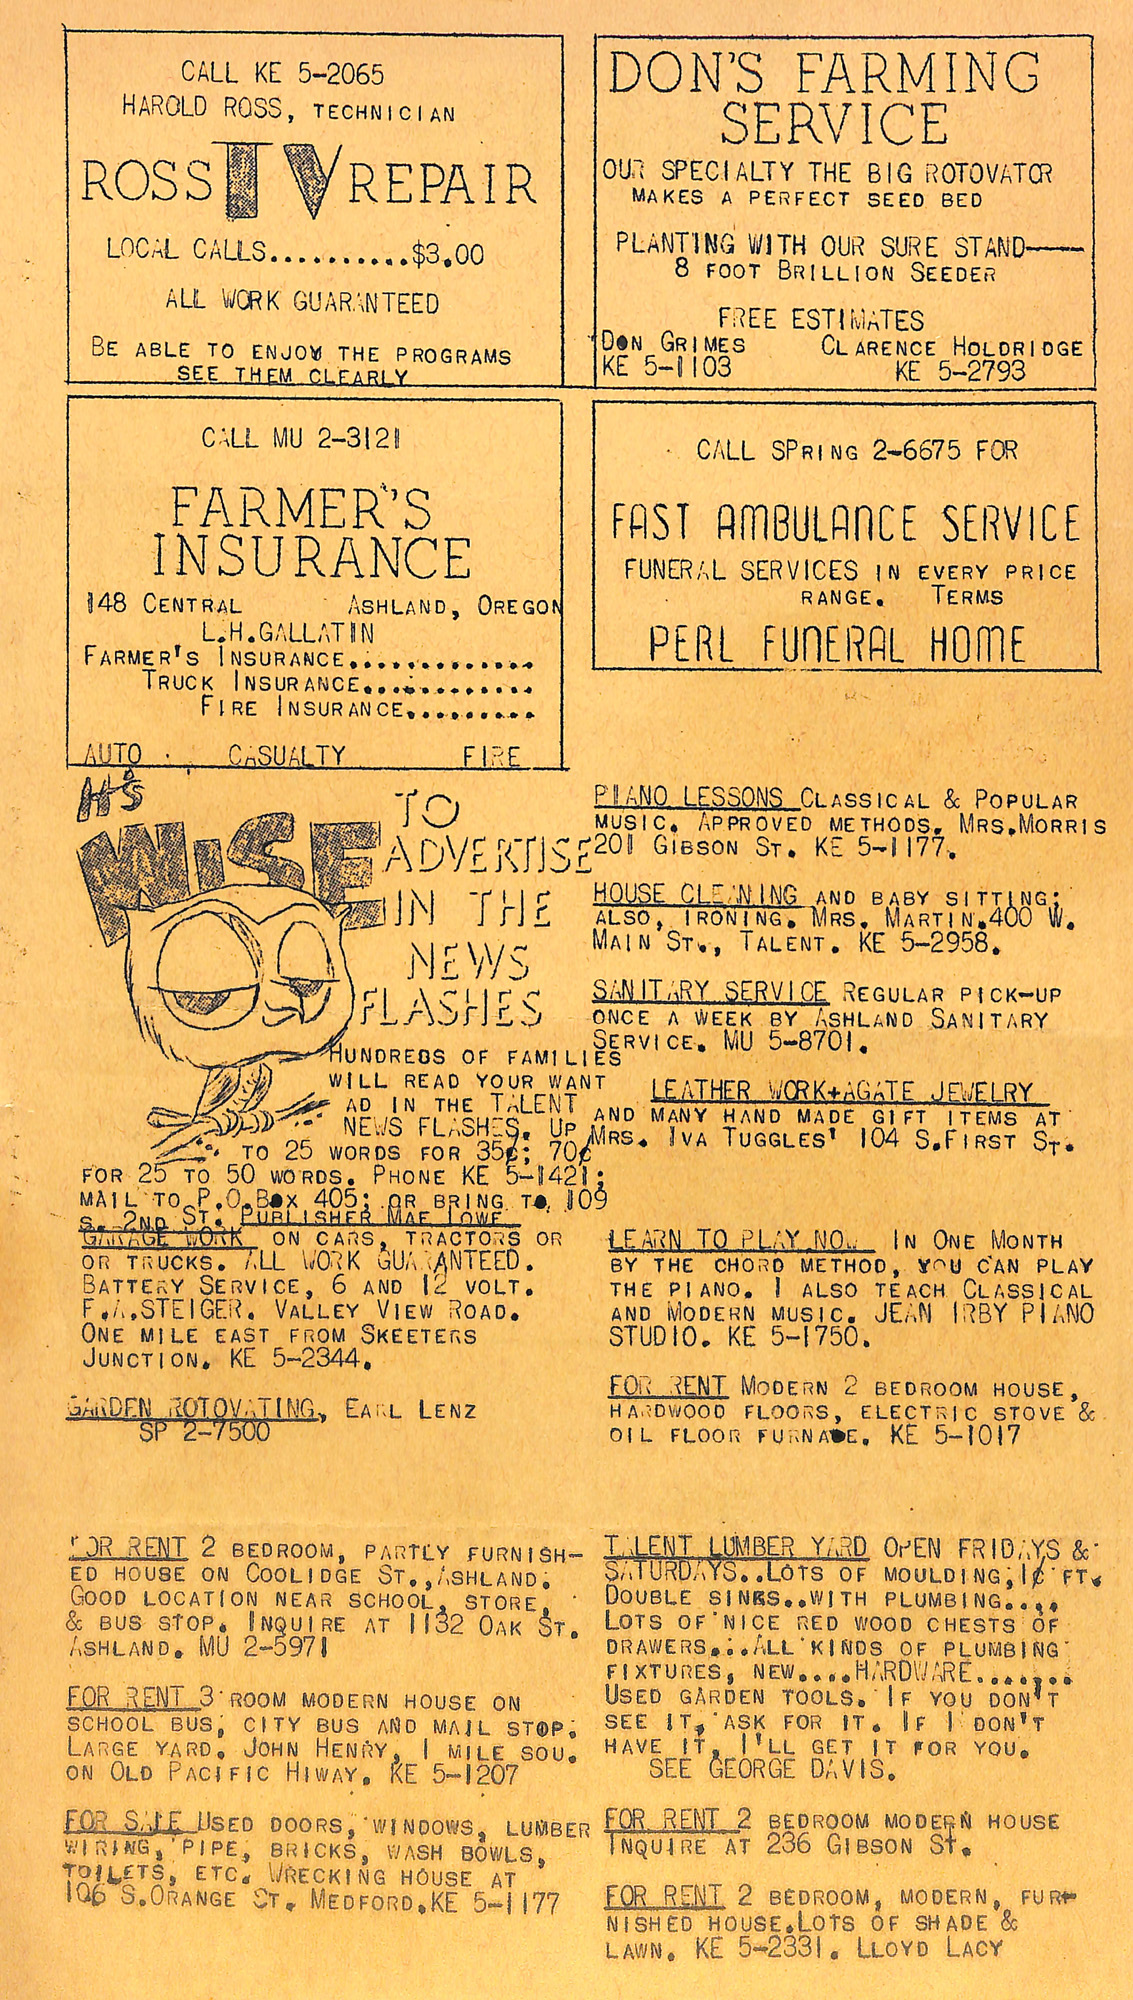 CALL KE 5-2065
HAROLD ROSS, TECHNICIAN
ROSS TV REPAIR
LOCAL CALLS..........$3.00
ALL WORK GUARANTEED
BE ABLE TO ENJOY THE PROGRAMS
SEE THEM CLEARLY
DON'S FARMING
SERVICE
OUR SPECIALTY THE BIG ROTOVATOR
MAKES A PERFECT SEED BED
PLANTING WITH OUR SURE STAND—
8 FOOT BRILLION SEEDER
FREE ESTIMATES
DON GRIMES CLARENCE HOLDRIDGE
KE 5-1103 KE 5-2793
CALL MU 2-3121
FARMER'S
INSURANCE
148 CENTRAL ASHLAND, OREGON
L.H.GALLATIN
FARMER'S INSURANCE..............
TRUCK INSURANCE.............
FIRE INSURANCE..........
AUTO CASUALTY FIRE
CALL SPRING 2-6675 FOR
FAST AMBULANCE SERVICE
FUNERAL SERVICES IN EVERY PRICE
RANGE. TERMS
PERL FUNERAL HOME
It's
WISE TO
ADVERTISE
IN THE
NEWS
FLASHES
HUNDREDS OF FAMILIES
WILL READ YOUR WANT
AD IN THE TALENT
NEWS FLASHES. UP
TO 25 WORDS FOR 35¢; 70¢
FOR 25 TO 50 WORDS. PHONE KE 5-1421;
MAIL TO P.O.BOX 405; OR BRING TO 109
S. 2ND ST. PUBLISHER MAE LOWE
GARAGE WORK ON CARS, TRACTORS OR
OR TRUCKS. ALL WORK GUARANTEED.
BATTERY SERVICE, 6 AND 12 VOLT.
F.A.STEIGER. VALLEY VIEW ROAD.
ONE MILE EAST FROM SKEETERS
JUNCTION. KE 5-2344.
GARDEN ROTOVATING, EARL LENZ
SP 2-7500
FOR RENT 2 BEDROOM, PARTLY FURNISH-
ED HOUSE ON COOLIDGE ST.,ASHLAND.
GOOD LOCATION NEAR SCHOOL, STORE,
& BUS STOP. INQUIRE AT 1132 OAK ST.
ASHLAND. MU 2-5971
FOR RENT 3 ROOM MODERN HOUSE ON
SCHOOL BUS, CITY BUS AND MAIL STOP.
LARGE YARD. JOHN HENRY, 1 MILE SOU.
ON OLD PACIFIC HIWAY. KE 5-1207
FOR SALE USED DOORS, WINDOWS, LUMBER
WIRING, PIPE, BRICKS, WASH BOWLS,
TOILETS, ETC. WRECKING HOUSE AT
106 S.ORANGE ST. MEDFORD.KE 5-1177
PIANO LESSONS CLASSICAL & POPULAR
MUSIC. APPROVED METHODS. MRS.MORRIS
201 GIBSON ST. KE 5-1177.
HOUSE CLEANING AND BABY SITTING;
ALSO, IRONING. MRS. MARTIN.400 W.
MAIN ST., TALENT. KE 5-2958.
SANITARY SERVICE REGULAR PICK-UP
ONCE A WEEK BY ASHLAND SANITARY
SERVICE. MU 5-8701.
LEATHER WORK+AGATE JEWELRY
AND MANY HAND MADE GIFT ITEMS AT
MRS. IVA TUGGLES' 104 S.FIRST ST.
LEARN TO PLAY NOW IN ONE MONTH
BY THE CHORD METHOD, YOU CAN PLAY
THE PIANO. I ALSO TEACH CLASSICAL
AND MODERN MUSIC. JEAN IRBY PIANO
STUDIO. KE 5-1750.
FOR RENT MODERN 2 BEDROOM HOUSE,
HARDWOOD FLOORS, ELECTRIC STOVE &
OIL FLOOR FURNACE. KE 5-1017
TALENT LUMBER YARD OPEN FRIDAYS &
SATURDAYS..LOTS OF MOULDING,1¢ FT.
DOUBLE SINKS..WITH PLUMBING....
LOTS OF NICE RED WOOD CHESTS OF
DRAWERS...ALL KINDS OF PLUMBING
FIXTURES, NEW....HARDWARE.......
USED GARDEN TOOLS. IF YOU DON'T
SEE IT, ASK FOR IT. IF I DON'T
HAVE IT, I'LL GET IT FOR YOU.
SEE GEORGE DAVIS.
FOR RENT 2 BEDROOM MODERN HOUSE
INQUIRE AT 236 GIBSON ST.
FOR RENT 2 BEDROOM, MODERN, FUR-
NISHED HOUSE.LOTS OF SHADE &
LAWN. KE 5-2331. LLOYD LACY